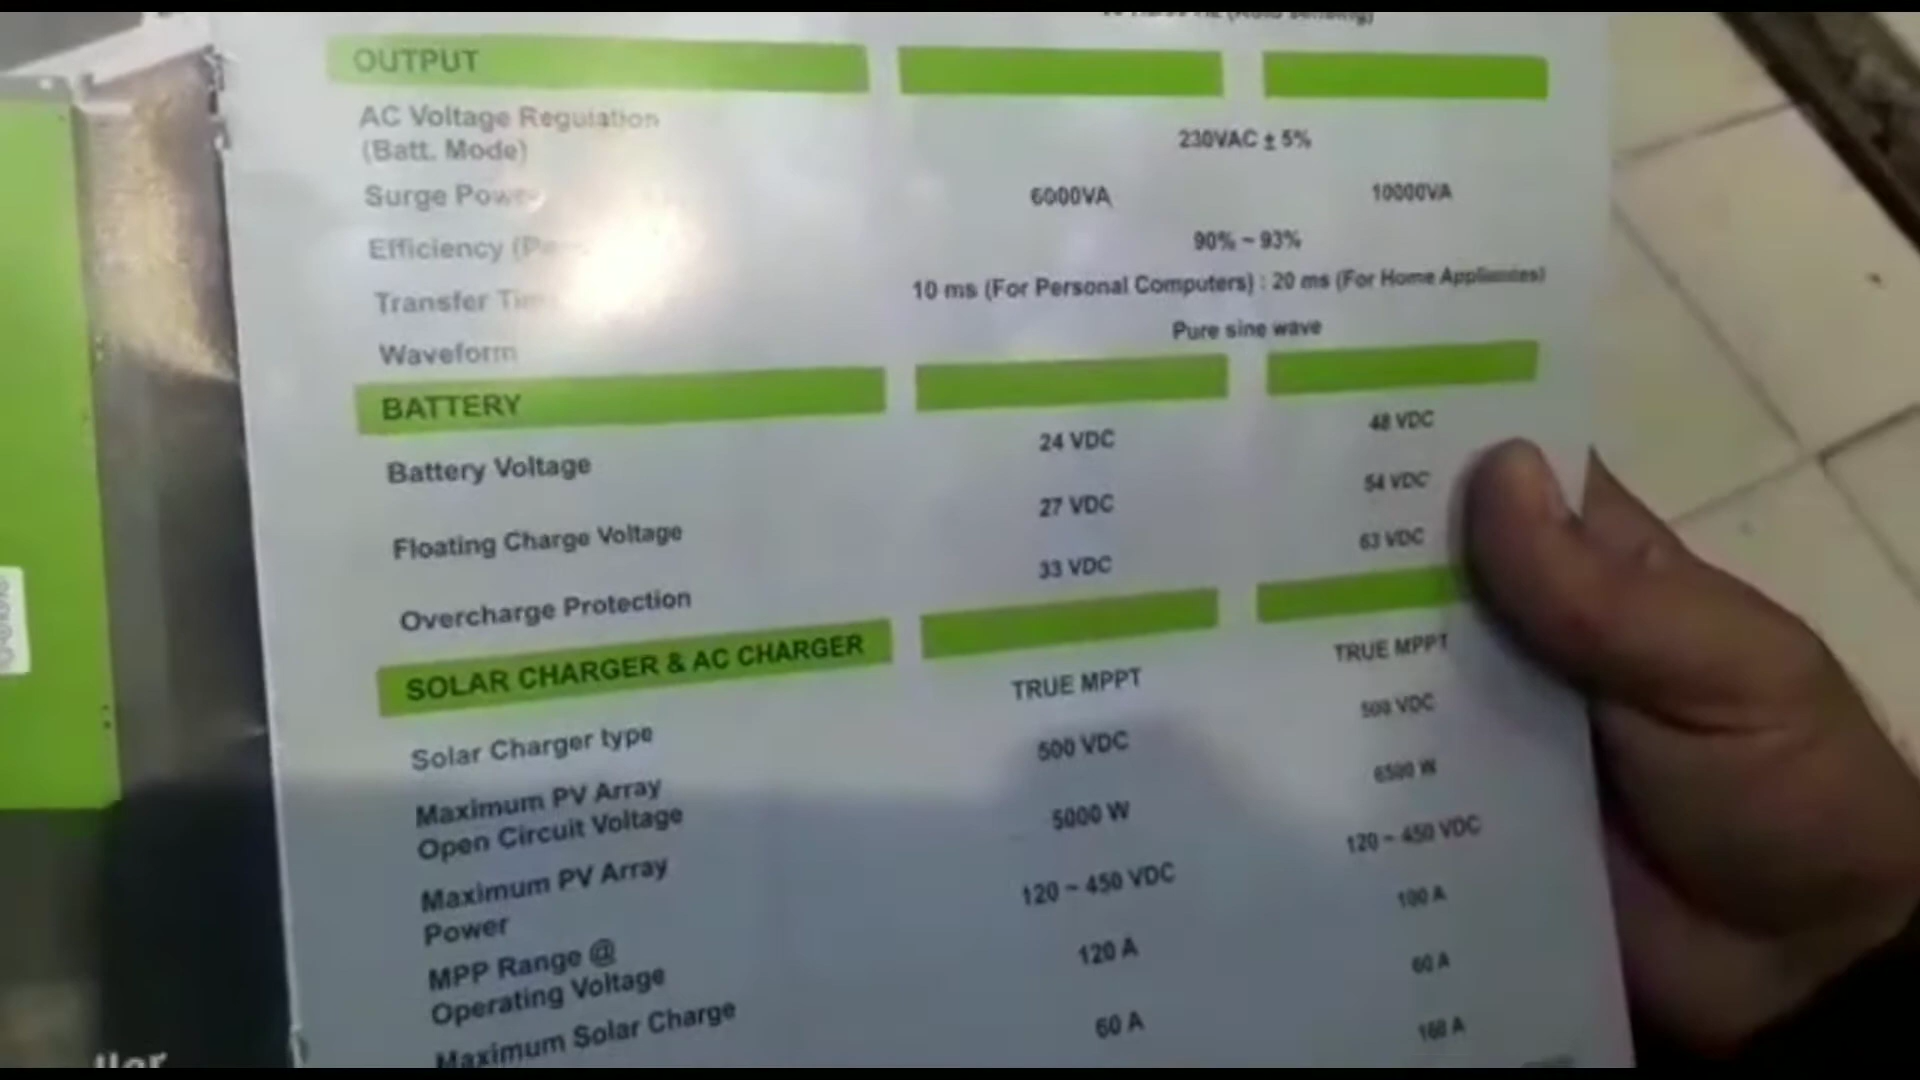 OUTPUT
AC Voltage Regulation
(Batt. Mode)
230VAC ± 5%
Surge Power
6000VA
10000VA
Efficiency
90% ~ 93%
Transfer
10 ms (For Personal Computers) : 20 ms (For Home Appliances)
Waveform
Pure sine wave
BATTERY
Battery Voltage
24 VDC
48 VDC
Floating Charge Voltage
27 VDC
54 VDC
Overcharge Protection
33 VDC
63 VDC
SOLAR CHARGER & AC CHARGER
Solar Charger type
TRUE MPPT
TRUE MPPT
Maximum PV Array
Open Circuit Voltage
500 VDC
500 VDC
Maximum PV Array
Power
5000 W
6500 W
MPP Range @
Operating Voltage
120 ~ 450 VDC
120 ~ 450 VDC
Maximum Solar Charge
120 A
100 A
60 A
60 A